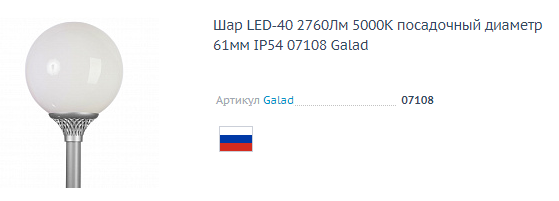 Шар LED-40 2760Лм 5000К посадочный диаметр
61мм IP54 07108 Galad
Артикул Galad 07108